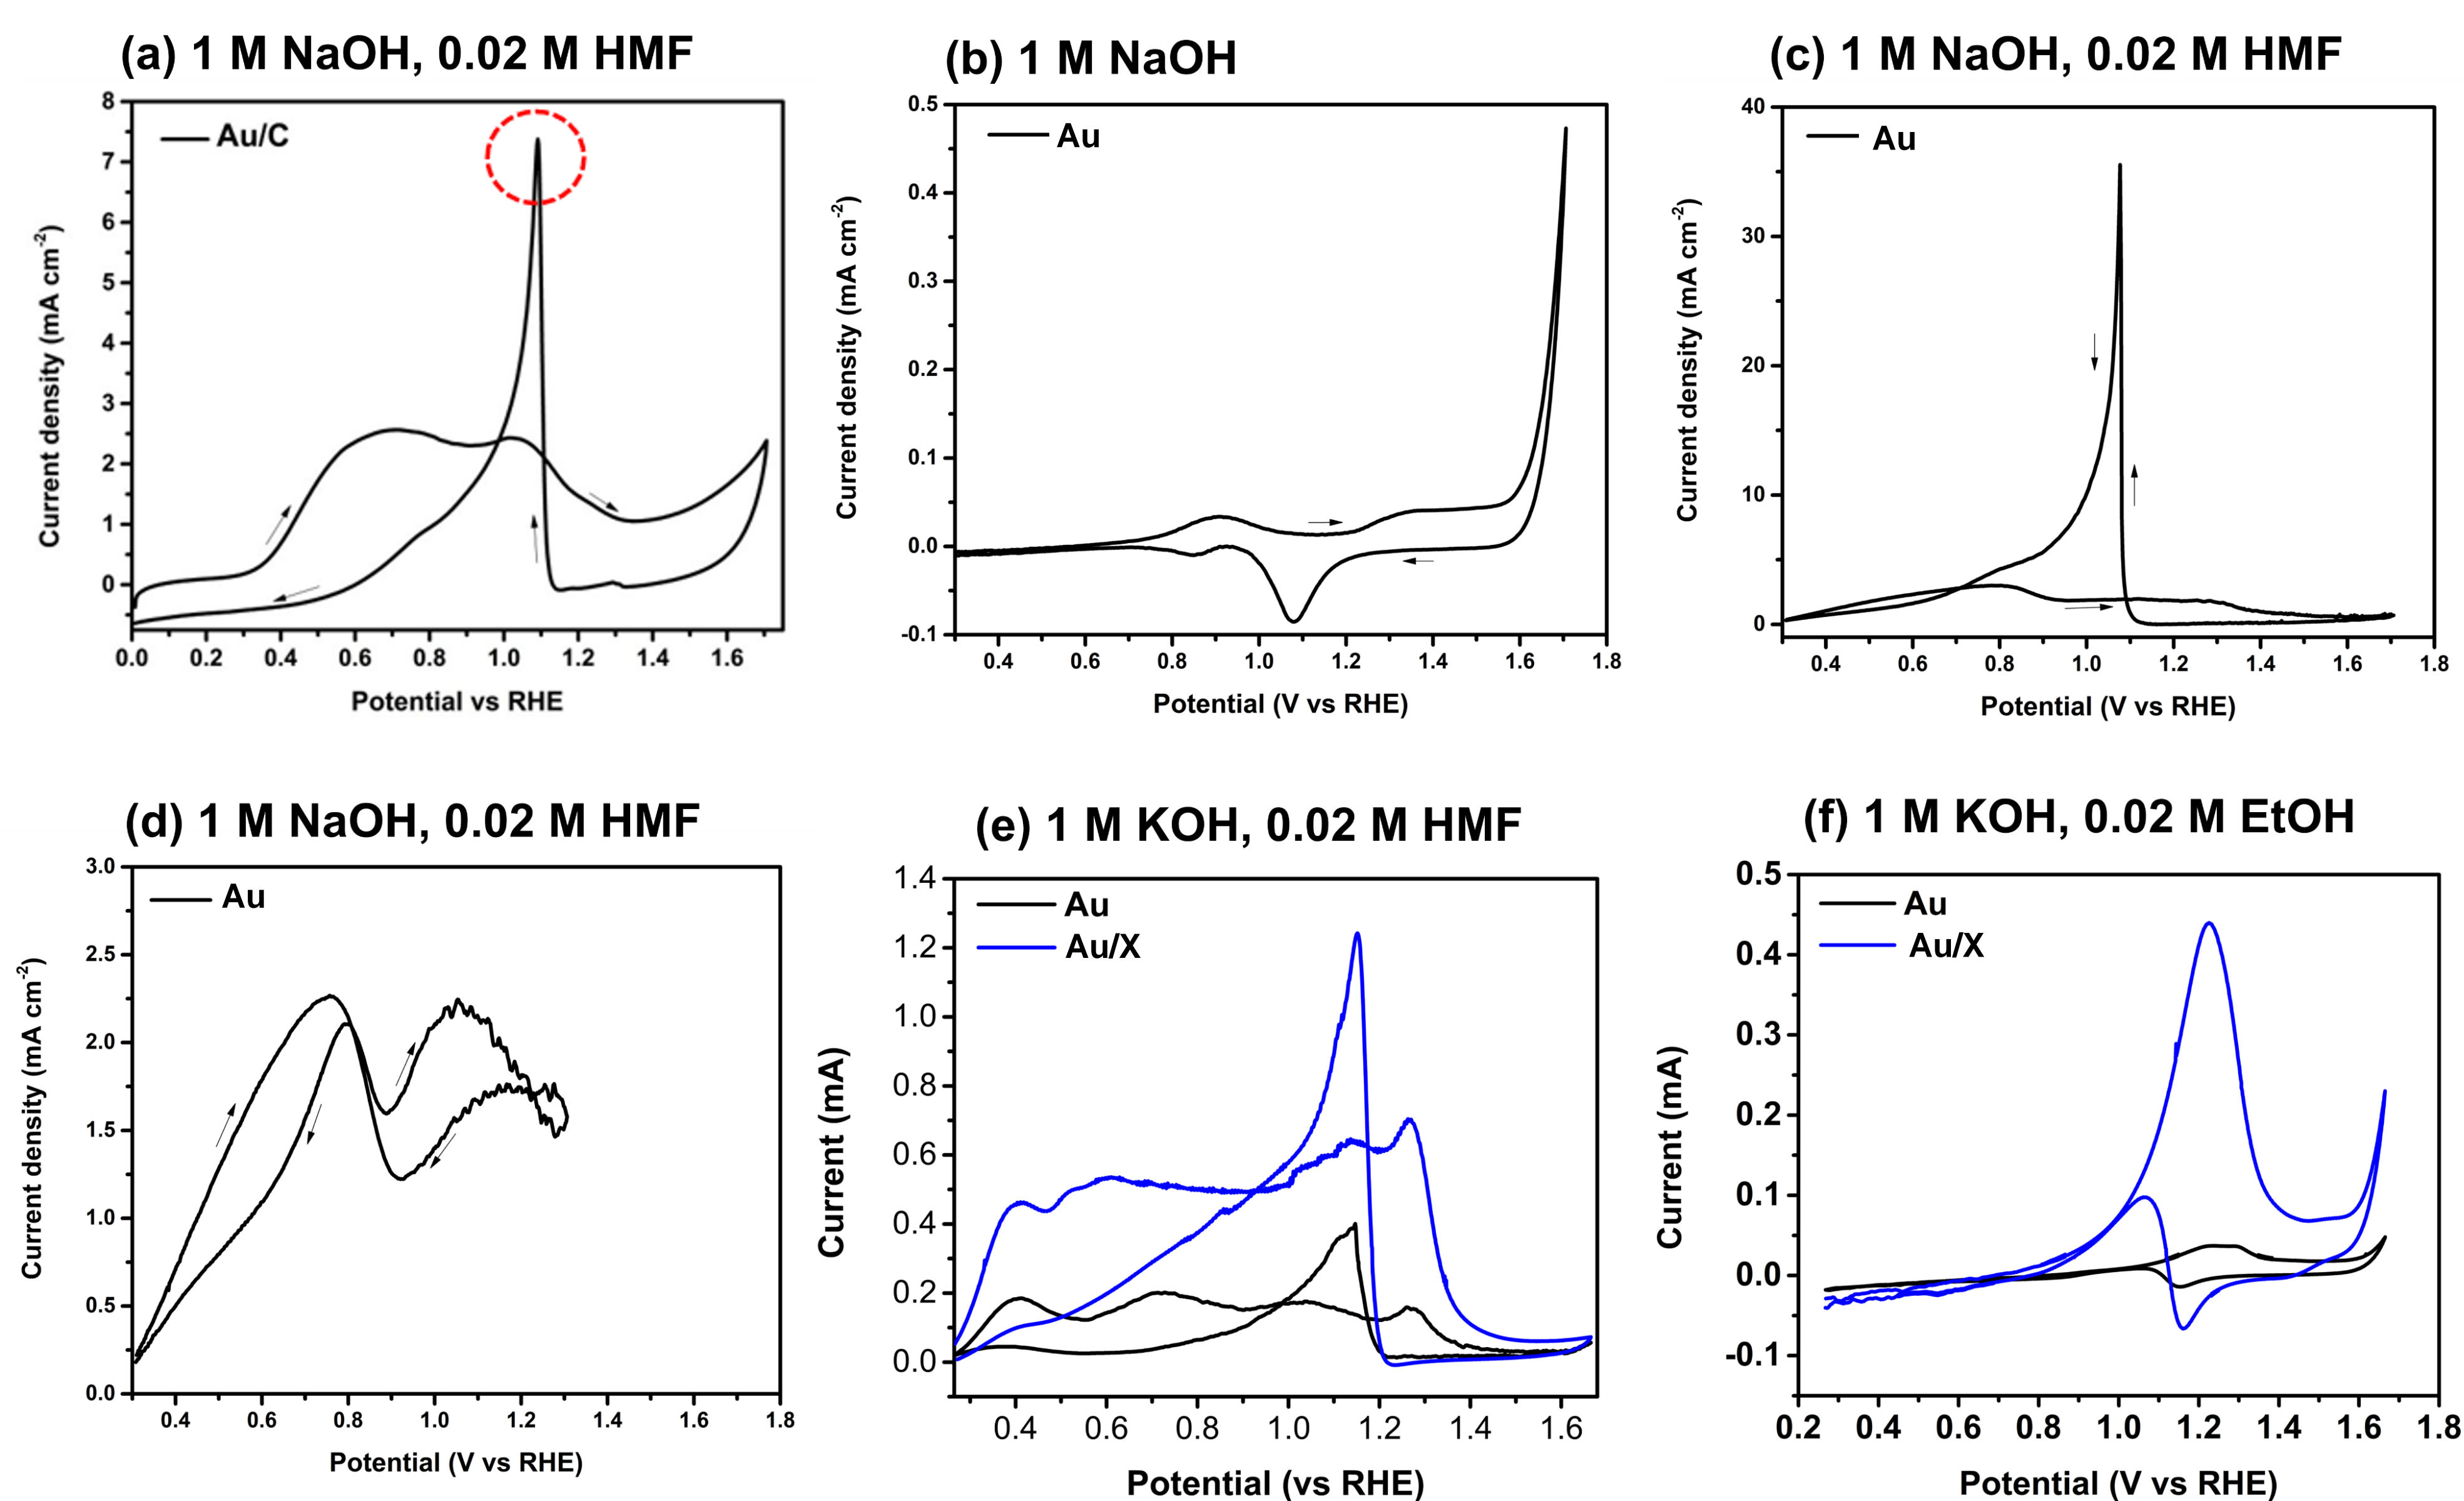 (a) 1 M NaOH, 0.02 M HMF
Au/C
Current density (mA cm-2)
8
7
6
5
4
3
2
1
0
0.0 0.2 0.4 0.6 0.8 1.0 1.2 1.4 1.6
Potential vs RHE
(b) 1 M NaOH
Au
Current density (mA cm-2)
0.5
0.4
0.3
0.2
0.1
0.0
-0.1
0.4 0.6 0.8 1.0 1.2 1.4 1.6 1.8
Potential (V vs RHE)
(c) 1 M NaOH, 0.02 M HMF
Au
Current density (mA cm-2)
40
30
20
10
0
0.4 0.6 0.8 1.0 1.2 1.4 1.6 1.8
Potential (V vs RHE)
(d) 1 M NaOH, 0.02 M HMF
Au
Current density (mA cm-2)
3.0
2.5
2.0
1.5
1.0
0.5
0.0
0.4 0.6 0.8 1.0 1.2 1.4 1.6 1.8
Potential (V vs RHE)
(e) 1 M KOH, 0.02 M HMF
Au
Au/X
Current (mA)
1.4
1.2
1.0
0.8
0.6
0.4
0.2
0.0
0.4 0.6 0.8 1.0 1.2 1.4 1.6
Potential (vs RHE)
(f) 1 M KOH, 0.02 M EtOH
Au
Au/X
Current (mA)
0.5
0.4
0.3
0.2
0.1
0.0
-0.1
0.2 0.4 0.6 0.8 1.0 1.2 1.4 1.6 1.8
Potential (V vs RHE)